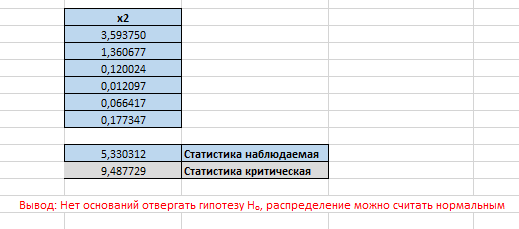 x2
3,593750
1,360677
0,120024
0,012097
0,066417
0,177347
5,330312 Статистика наблюдаемая
9,487729 Статистика критическая
Вывод: Нет оснований отвергать гипотезу H₀, распределение можно считать нормальным